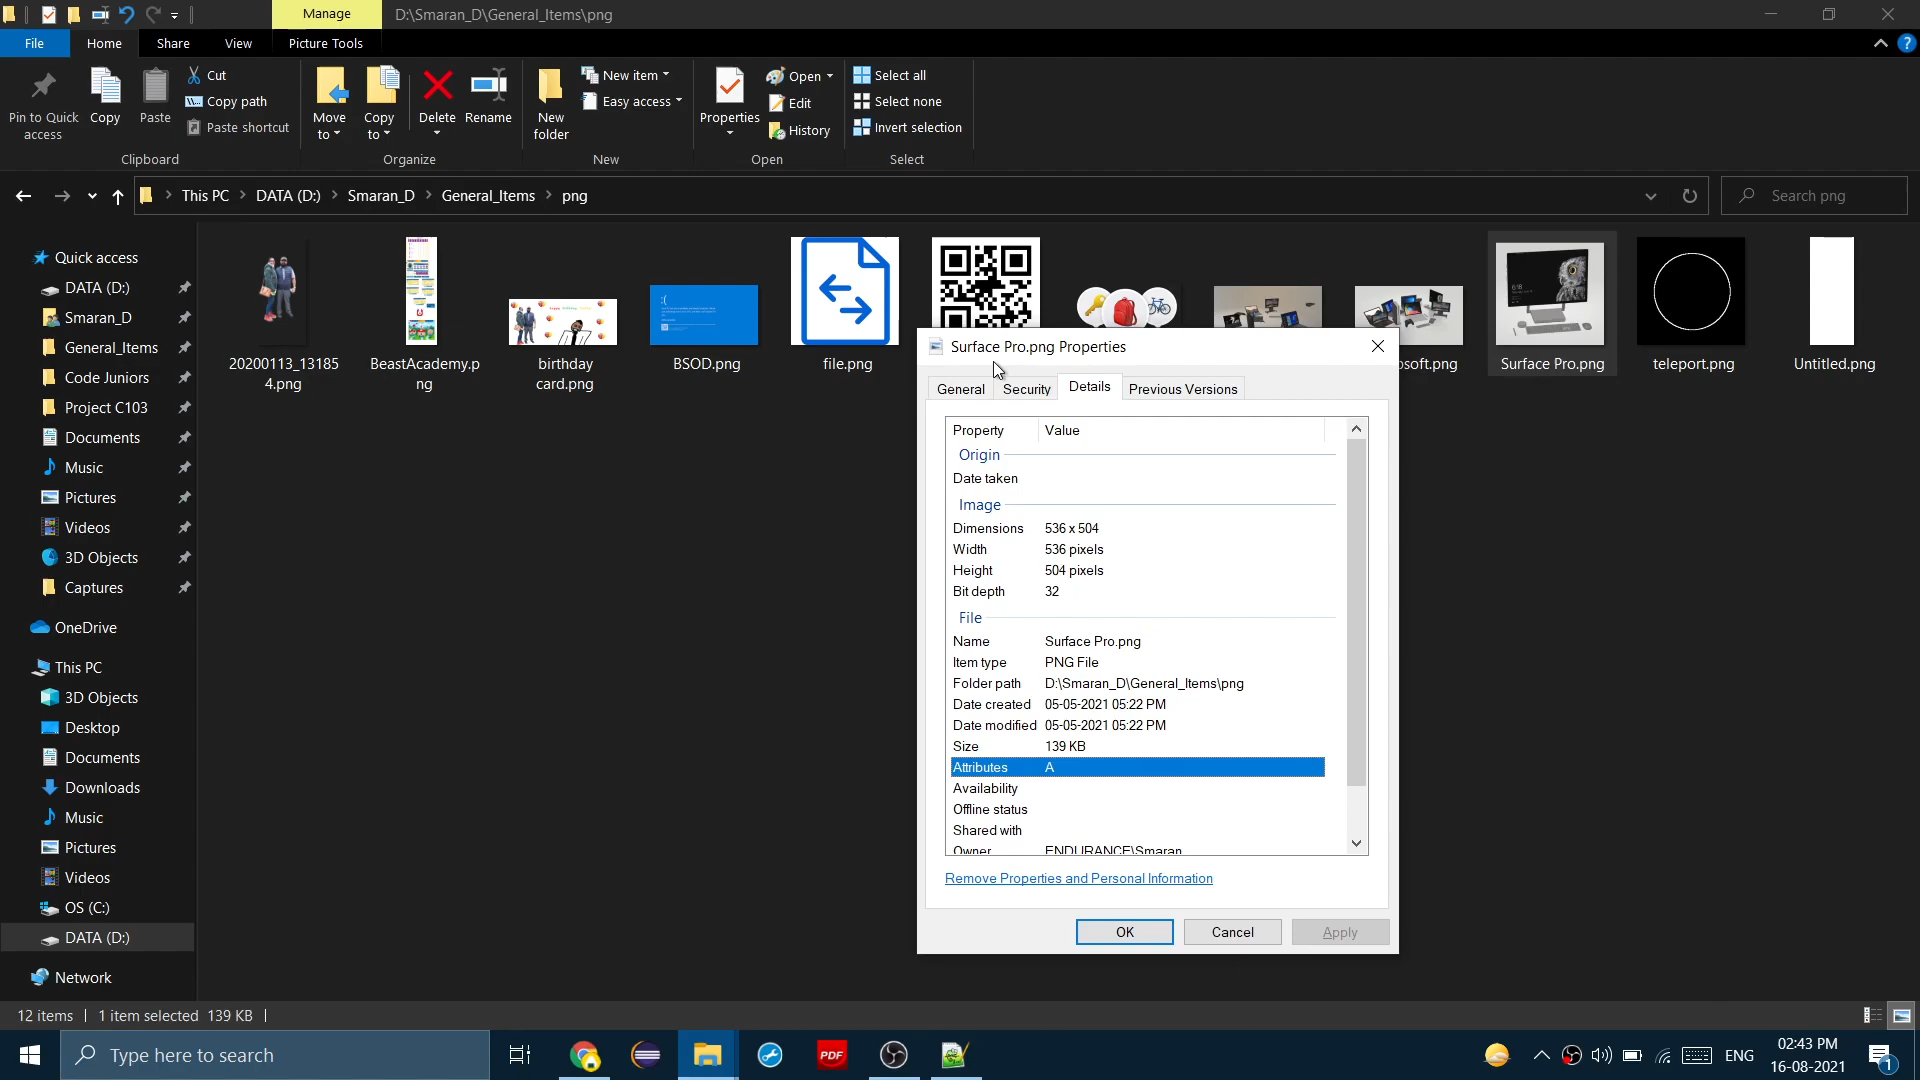 Manage
D:\Smaran_D\General_Items\png
File
Home
Share
View
Picture Tools
Pin to Quick access
Copy
Paste
Cut
Copy path
Paste shortcut
Clipboard
Move to
Copy to
Delete
Rename
Organize
New folder
New item
Easy access
New
Properties
Open
Edit
History
Open
Select all
Select none
Invert selection
Select
This PC
DATA (D:)
Smaran_D
General_Items
png
Search png
Quick access
DATA (D:)
Smaran_D
General_Items
Code Juniors
Project C103
Documents
Music
Pictures
Videos
3D Objects
Captures
OneDrive
This PC
3D Objects
Desktop
Documents
Downloads
Music
Pictures
Videos
OS (C:)
DATA (D:)
Network
20200113_13185
4.png
BeastAcademy.p
ng
birthday
card.png
BSOD.png
file.png
osoft.png
Surface Pro.png
teleport.png
Untitled.png
Surface Pro.png Properties
General
Security
Details
Previous Versions
Property Value
Origin
Date taken
Image
Dimensions 536 x 504
Width 536 pixels
Height 504 pixels
Bit depth 32
File
Name Surface Pro.png
Item type PNG File
Folder path D:\Smaran_D\General_Items\png
Date created 05-05-2021 05:22 PM
Date modified 05-05-2021 05:22 PM
Size 139 KB
Attributes A
Availability
Offline status
Shared with
Owner ENDURANCE\Smaran
Remove Properties and Personal Information
OK
Cancel
Apply
12 items
1 item selected 139 KB
Type here to search
PDF
ENG
02:43 PM
16-08-2021
1